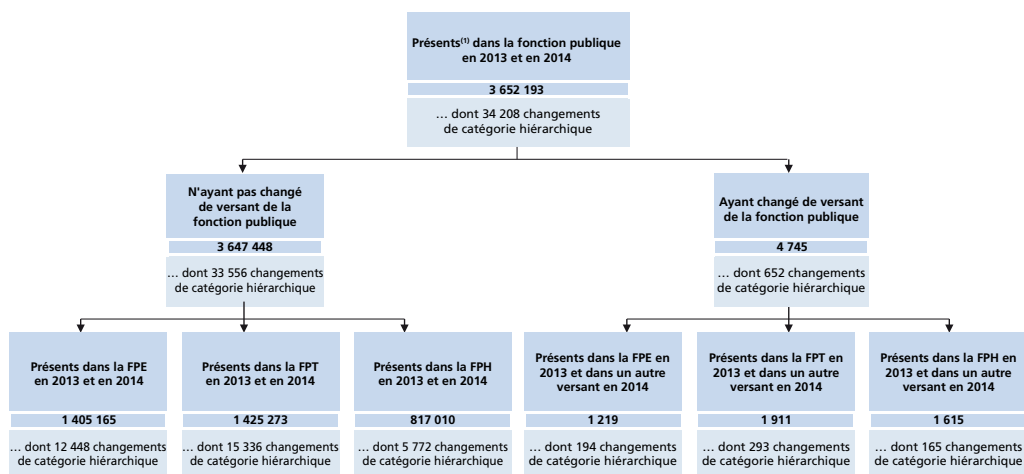 Présents(1) dans la fonction publique
en 2013 et en 2014
3 652 193
… dont 34 208 changements
de catégorie hiérarchique
N'ayant pas changé
de versant de la
fonction publique
3 647 448
… dont 33 556 changements
de catégorie hiérarchique
Ayant changé de versant
de la fonction publique
4 745
… dont 652 changements
de catégorie hiérarchique
Présents dans la FPE
en 2013 et en 2014
1 405 165
… dont 12 448 changements
de catégorie hiérarchique
Présents dans la FPT
en 2013 et en 2014
1 425 273
… dont 15 336 changements
de catégorie hiérarchique
Présents dans la FPH
en 2013 et en 2014
817 010
… dont 5 772 changements
de catégorie hiérarchique
Présents dans la FPE en
2013 et dans un autre
versant en 2014
1 219
… dont 194 changements
de catégorie hiérarchique
Présents dans la FPT en
2013 et dans un autre
versant en 2014
1 911
… dont 293 changements
de catégorie hiérarchique
Présents dans la FPH en
2013 et dans un autre
versant en 2014
1 615
… dont 165 changements
de catégorie hiérarchique